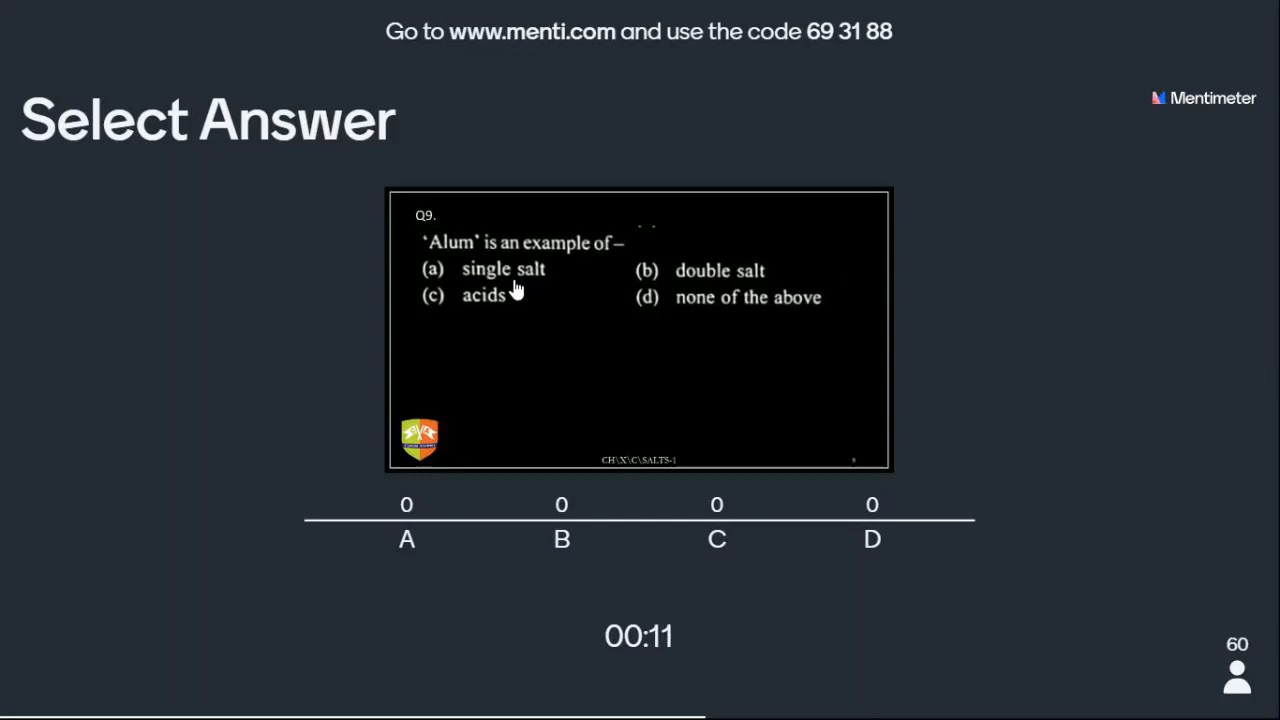 Go to www.menti.com and use the code 69 31 88
Mentimeter
Select Answer
Q9.
‘Alum’ is an example of –
(a) single salt (b) double salt
(c) acids (d) none of the above
CH\X\C\SALTS-1 9
0 0 0 0
A B C D
00:11
60